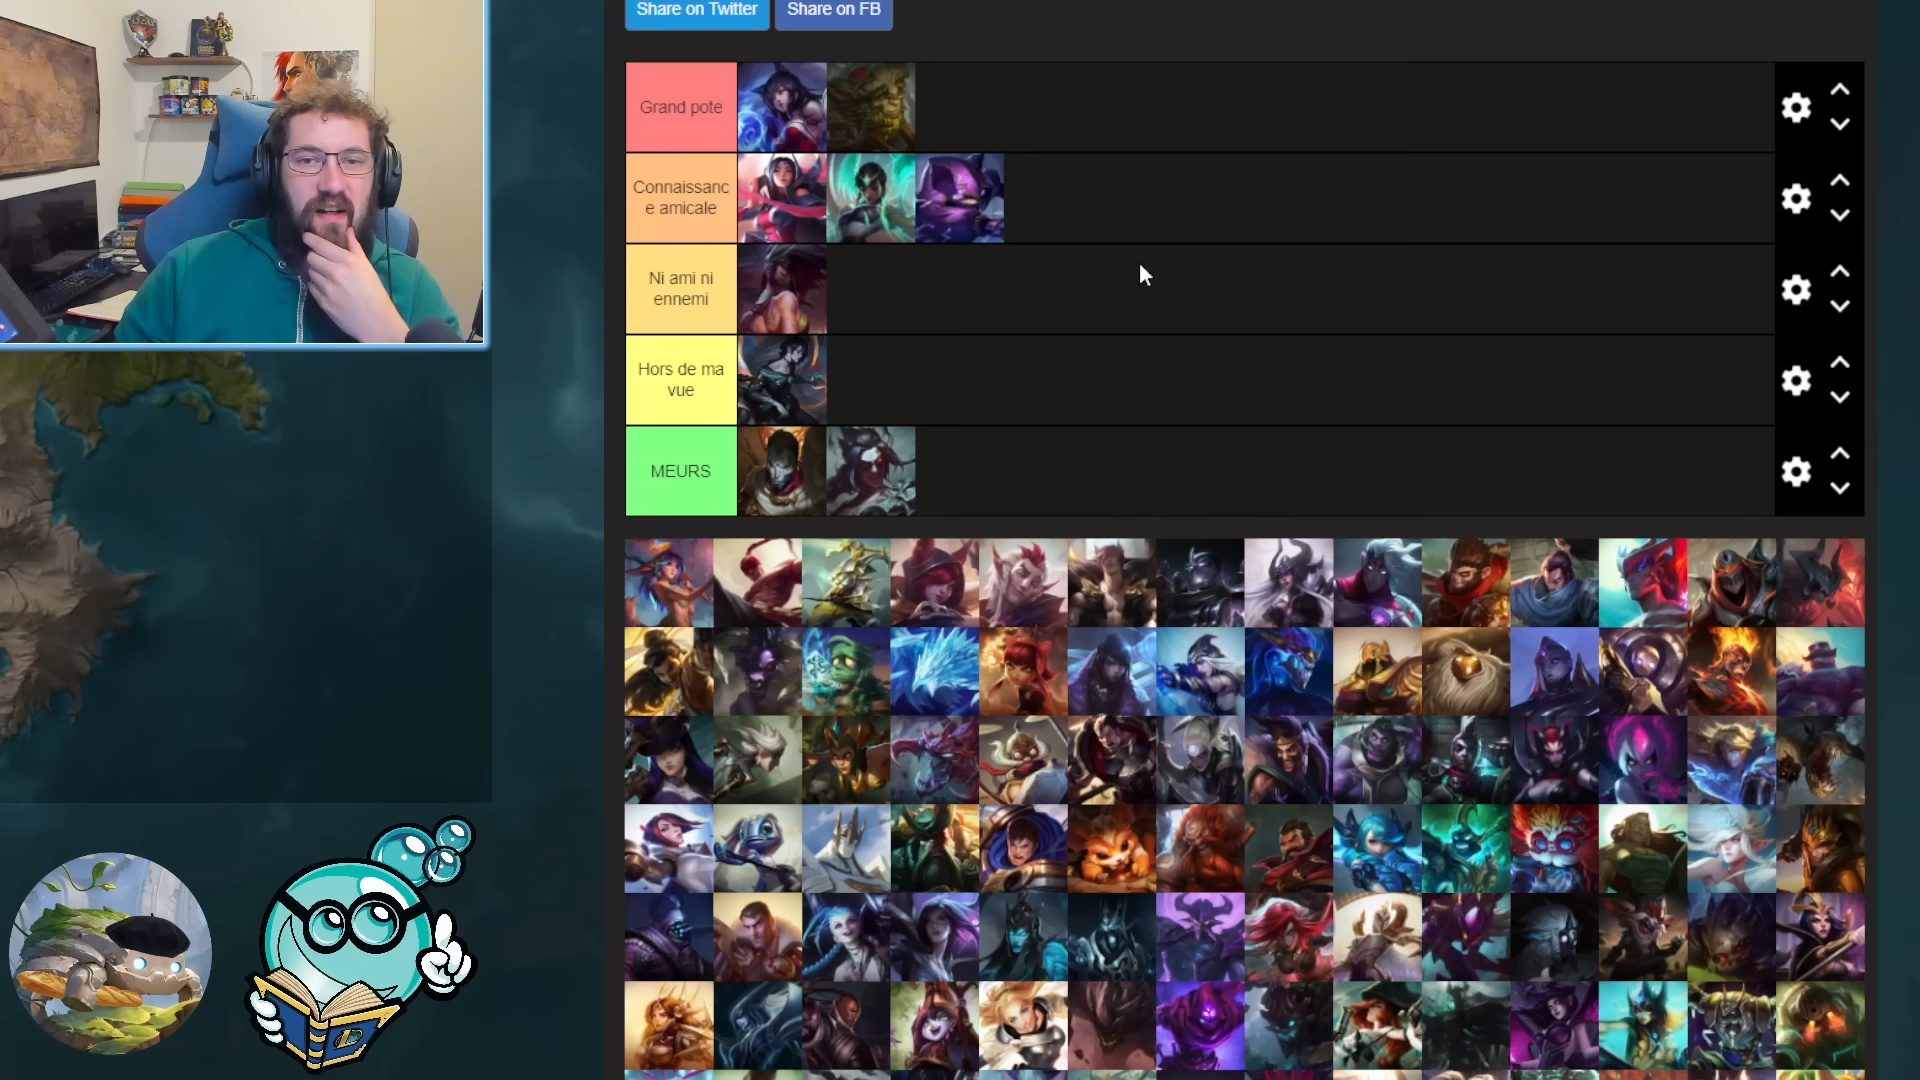 Share on Twitter
Share on FB
Grand pote
Connaissanc
e amicale
Ni ami ni
ennemi
Hors de ma
vue
MEURS